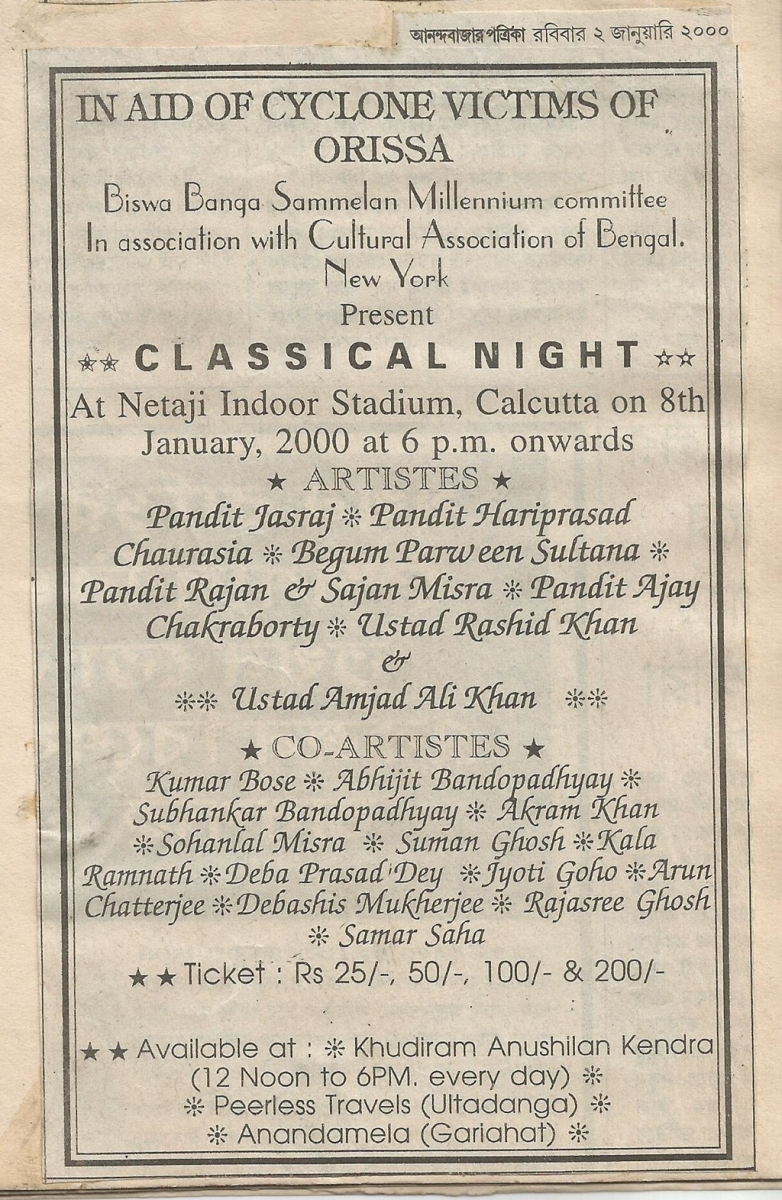 আনন্দবাজার পত্রিকা রবিবার ২ জানুয়ারি ২০০০
IN AID OF CYCLONE VICTIMS OF
ORISSA
Biswa Banga Sammelan Millennium committee
In association with Cultural Association of Bengal.
New York
Present
☆☆ CLASSICAL NIGHT ☆☆
At Netaji Indoor Stadium, Calcutta on 8th
January, 2000 at 6 p.m. onwards
★ ARTISTES ★
Pandit Jasraj ❊ Pandit Hariprasad
Chaurasia ❊ Begum Parween Sultana ❊
Pandit Rajan & Sajan Misra ❊ Pandit Ajay
Chakraborty ❊ Ustad Rashid Khan
&
❊❊ Ustad Amjad Ali Khan ❊❊
★ CO-ARTISTES ★
Kumar Bose ❊ Abhijit Bandopadhyay ❊
Subhankar Bandopadhyay ❊ Akram Khan
❊Sohanlal Misra ❊ Suman Ghosh ❊Kala
Ramnath ❊Deba Prasad Dey ❊Jyoti Goho ❊Arun
Chatterjee ❊Debashis Mukherjee ❊ Rajasree Ghosh
❊ Samar Saha
★★Ticket : Rs 25/-, 50/-, 100/- & 200/-
★★Available at : ❊ Khudiram Anushilan Kendra
(12 Noon to 6PM. every day) ❊
❊ Peerless Travels (Ultadanga) ❊
❊ Anandamela (Gariahat) ❊